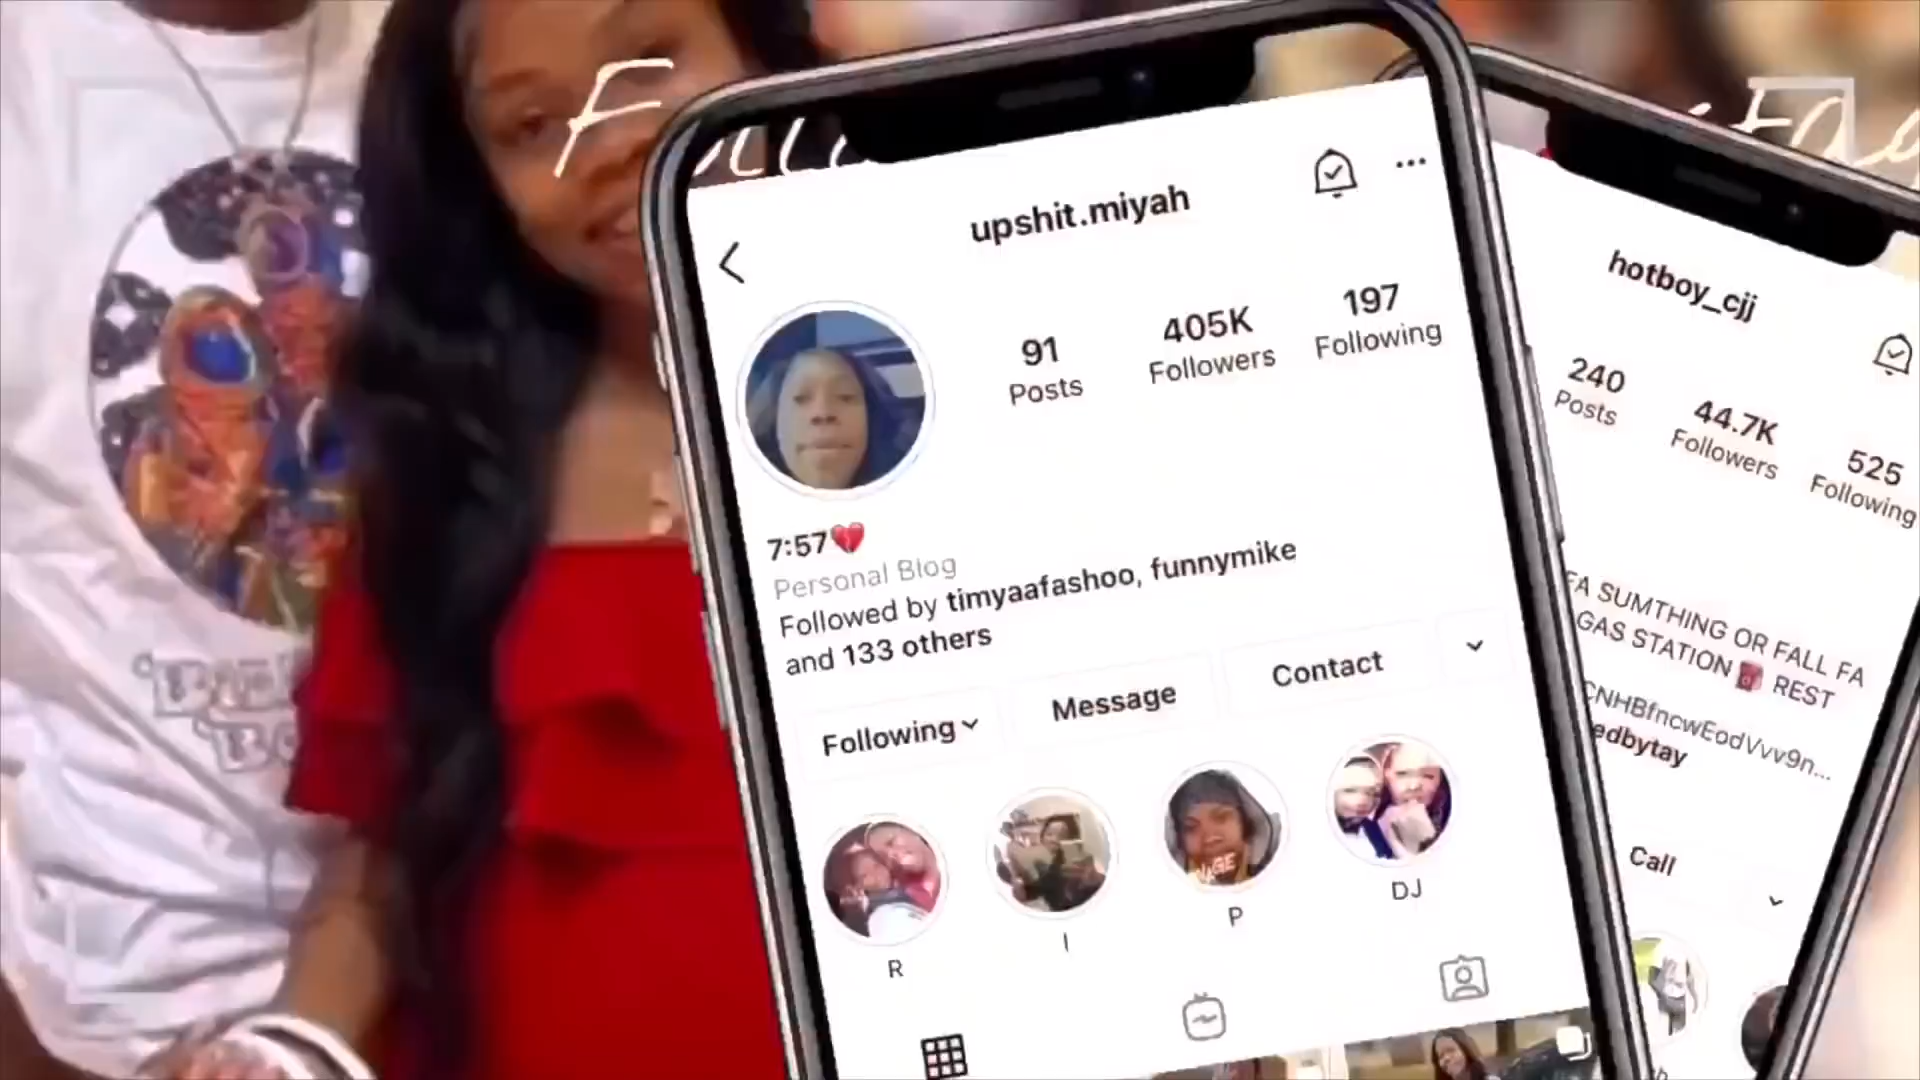 upshit.miyah
91
Posts
405K
Followers
197
Following
7:57💔
Personal Blog
Followed by timyaafashoo, funnymike
and 133 others
Following
Message
Contact
R
I
P
DJ
hotboy_cjj
240
Posts
44.7K
Followers
525
Following
FA SUMTHING OR FALL FA
GAS STATION⛽ REST
CNHBfncwEodVvv9n...
edbytay
Call